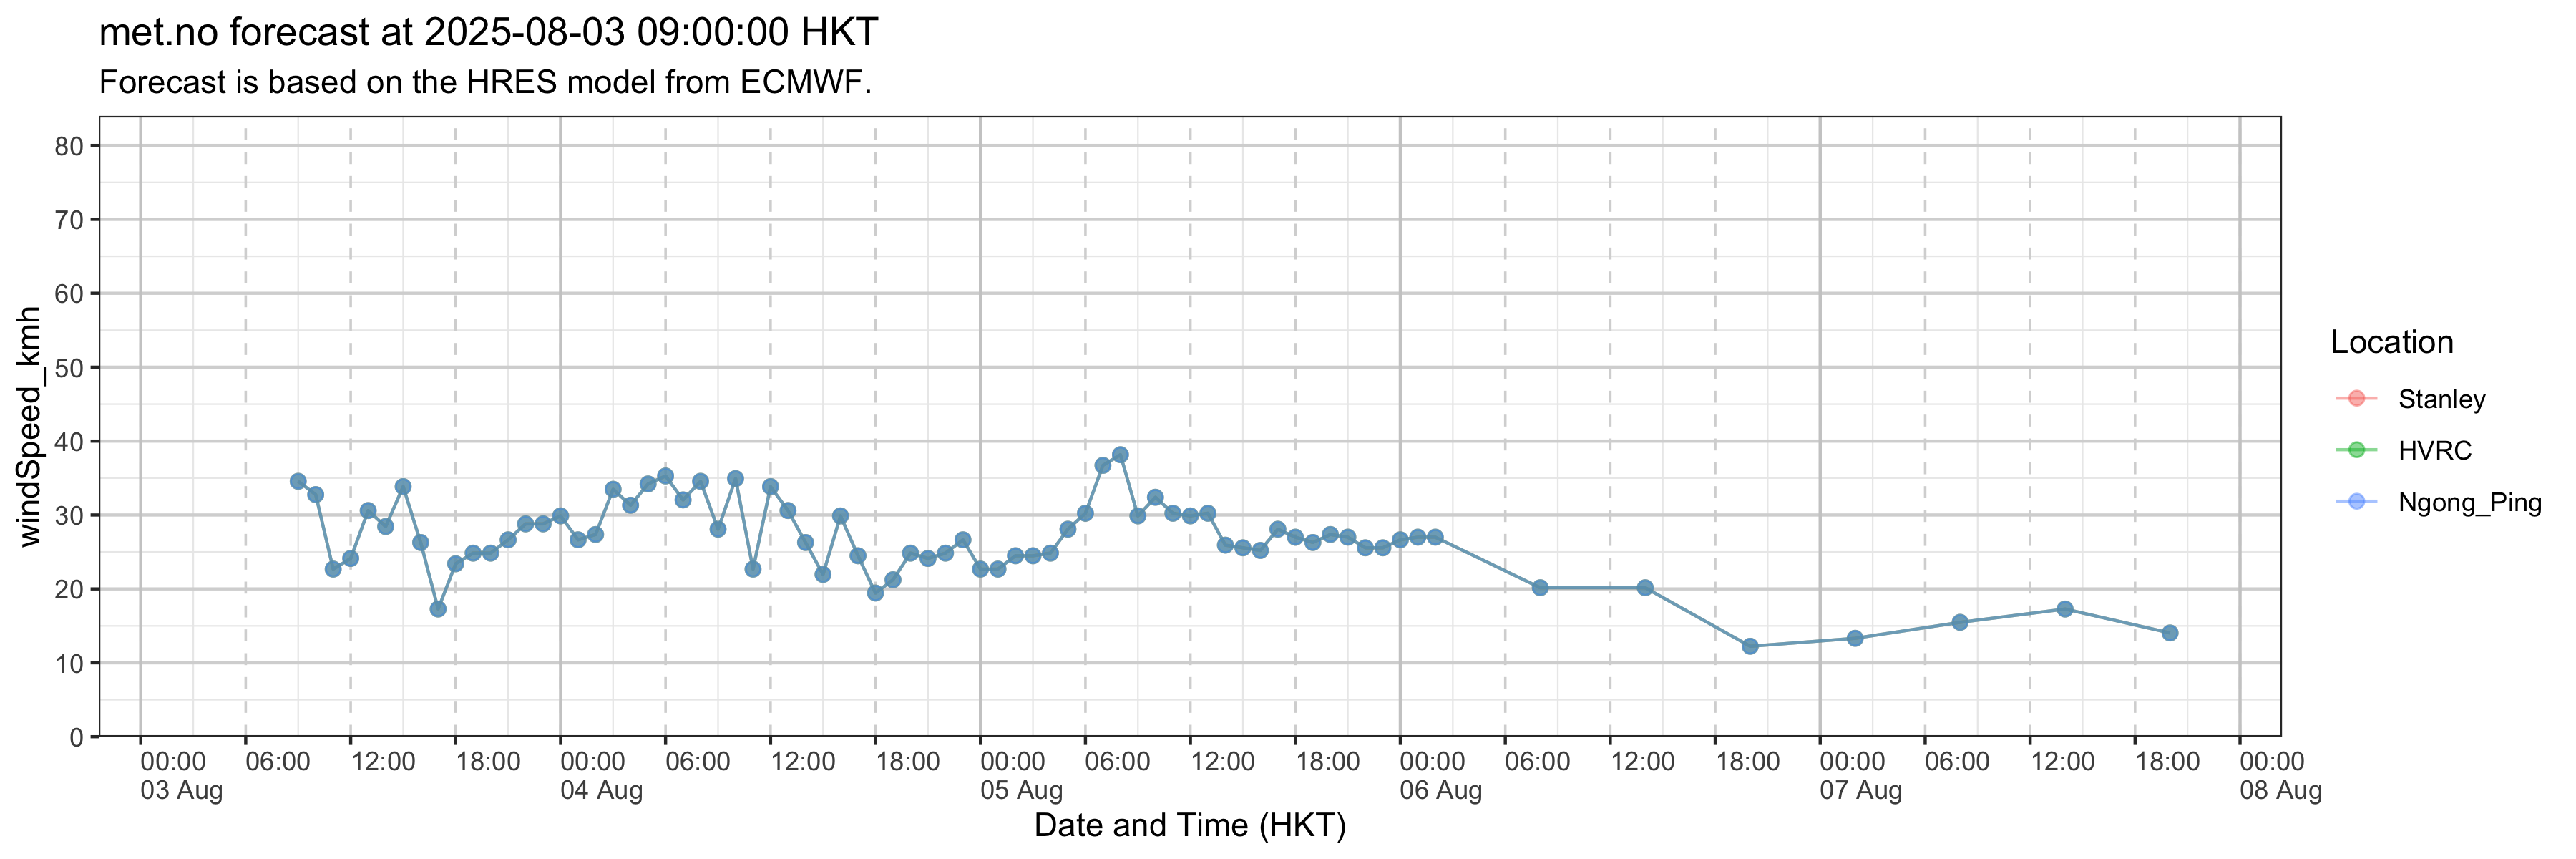 met.no forecast at 2025-08-03 09:00:00 HKT
Forecast is based on the HRES model from ECMWF.
windSpeed_kmh
80
70
60
50
40
30
20
10
0
00:00 06:00 12:00 18:00 00:00 06:00 12:00 18:00 00:00 06:00 12:00 18:00 00:00 06:00 12:00 18:00 00:00 06:00 12:00 18:00 00:00
03 Aug 04 Aug 05 Aug 06 Aug 07 Aug 08 Aug
Date and Time (HKT)
Location
Stanley
HVRC
Ngong_Ping